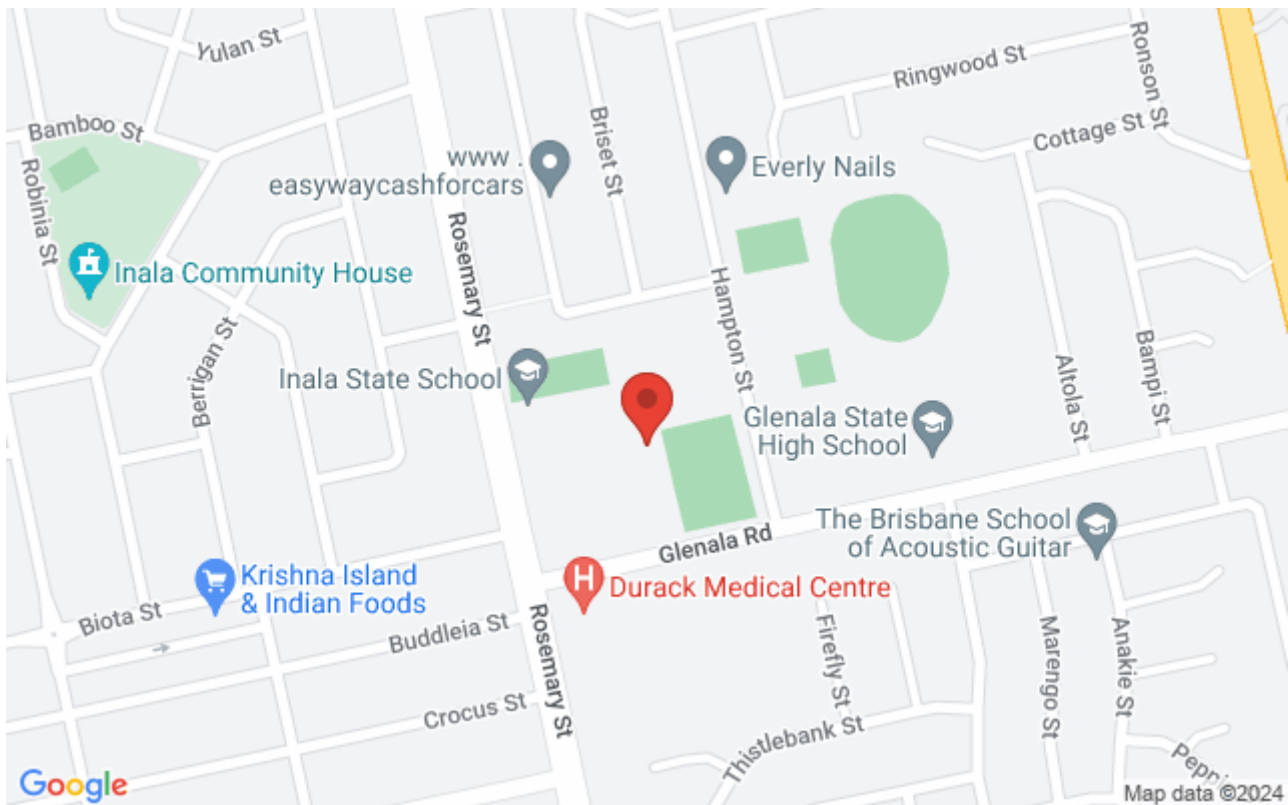 Yulan St
Ringwood St
Ronson St
Bamboo St
Briset St
Cottage St
www .
easywaycashforcars
Everly Nails
Robinia St
Inala Community House
Rosemary St
Hampton St
Berrigan St
Bampi St
Inala State School
Altola St
Glenala State
High School
The Brisbane School
of Acoustic Guitar
Glenala Rd
Krishna Island
& Indian Foods
Durack Medical Centre
Biota St
Buddleia St
Rosemary St
Firefly St
Marengo St
Anakie St
Crocus St
Thistlebank St
Google
Map data ©2024